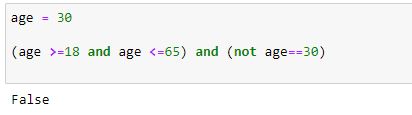 age = 30
(age >=18 and age <=65) and (not age==30)
False